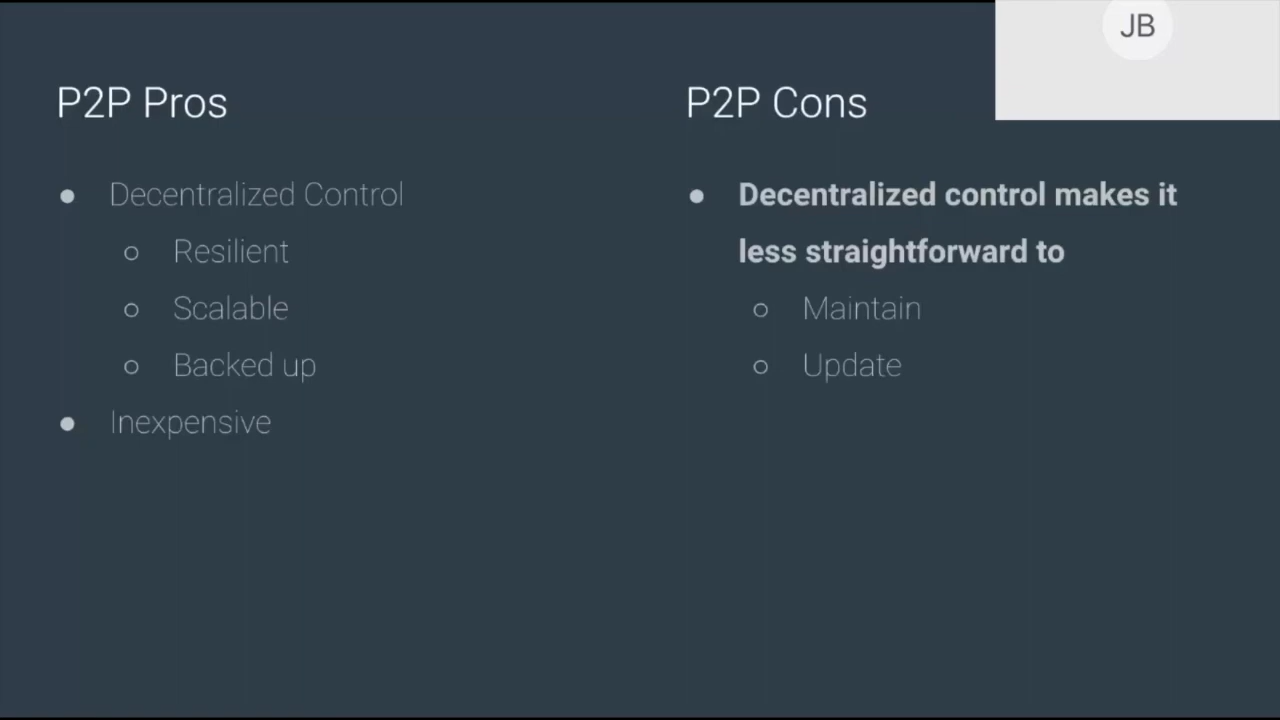 JB
P2P Pros
● Decentralized Control
○ Resilient
○ Scalable
○ Backed up
● Inexpensive
P2P Cons
● Decentralized control makes it
less straightforward to
○ Maintain
○ Update